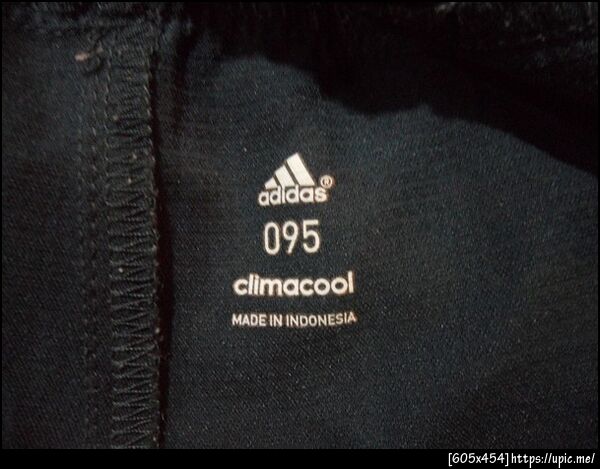 adidas®
095
climacool
MADE IN INDONESIA
[605x454]https://upic.me/